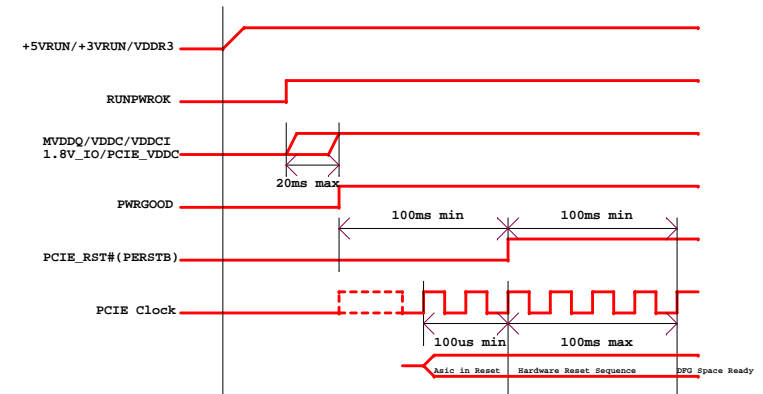 +5VRUN/+3VRUN/VDDR3
RUNPWROK
MVDDQ/VDDC/VDDCI
1.8V_IO/PCIE_VDDC
20ms max
PWRGOOD
100ms min
100ms min
PCIE_RST#(PERSTB)
PCIE Clock
100us min
100ms max
Asic in Reset
Hardware Reset Sequence
DFG Space Ready